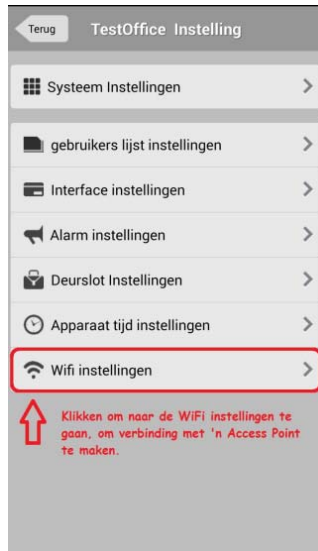 Terug
TestOffice Instelling
Systeem Instellingen
gebruikers lijst instellingen
Interface instellingen
Alarm instellingen
Deurslot Instellingen
Apparaat tijd instellingen
Wifi instellingen
Klikken om naar de WiFi instellingen te
gaan, om verbinding met 'n Access Point
te maken.